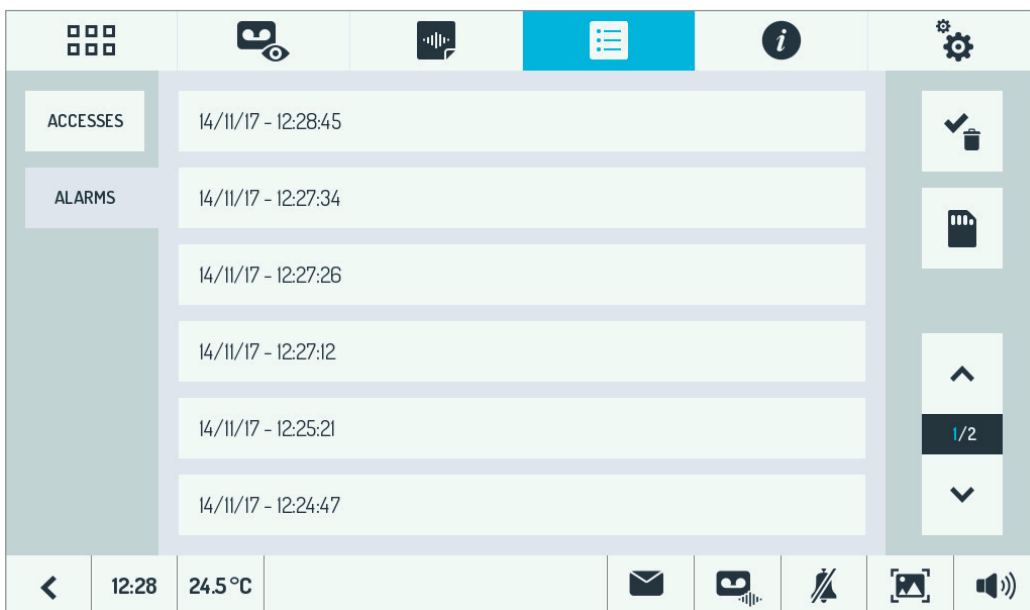 i
ACCESSES
ALARMS
14/11/17 - 12:28:45
14/11/17 - 12:27:34
14/11/17 - 12:27:26
14/11/17 - 12:27:12
14/11/17 - 12:25:21
14/11/17 - 12:24:47
1/2
12:28
24.5 °C